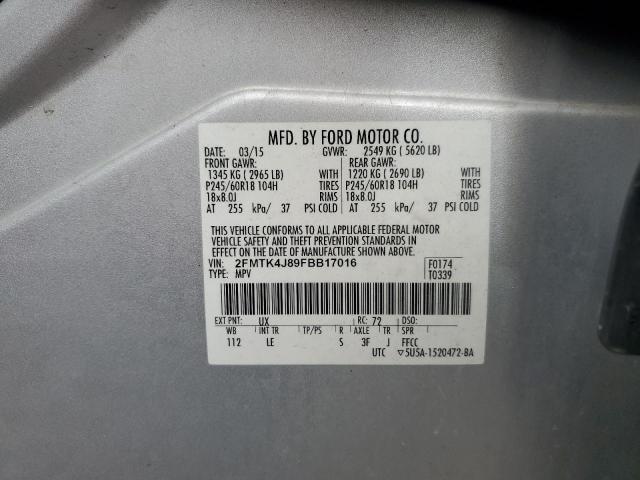 MFD. BY FORD MOTOR CO.
DATE: 03/15 GVWR: 2549 KG ( 5620 LB)
FRONT GAWR: REAR GAWR:
1345 KG ( 2965 LB) WITH 1220 KG ( 2690 LB) WITH
P245/60R18 104H TIRES P245/60R18 104H TIRES
18x8.0J RIMS 18x8.0J RIMS
AT 255 kPa/ 37 PSI COLD AT 255 kPa/ 37 PSI COLD
THIS VEHICLE CONFORMS TO ALL APPLICABLE FEDERAL MOTOR
VEHICLE SAFETY AND THEFT PREVENTION STANDARDS IN EFFECT ON
THE DATE OF MANUFACTURE SHOWN ABOVE.
VIN: 2FMTK4J89FBB17016 F0174
TYPE: MPV T0339
EXT PNT: UX RC: 72 DSO:
WB INT TR TP/PS R AXLE TR SPR
112 LE S 3F J FFCC
UTC ▽5U5A-1520472-BA